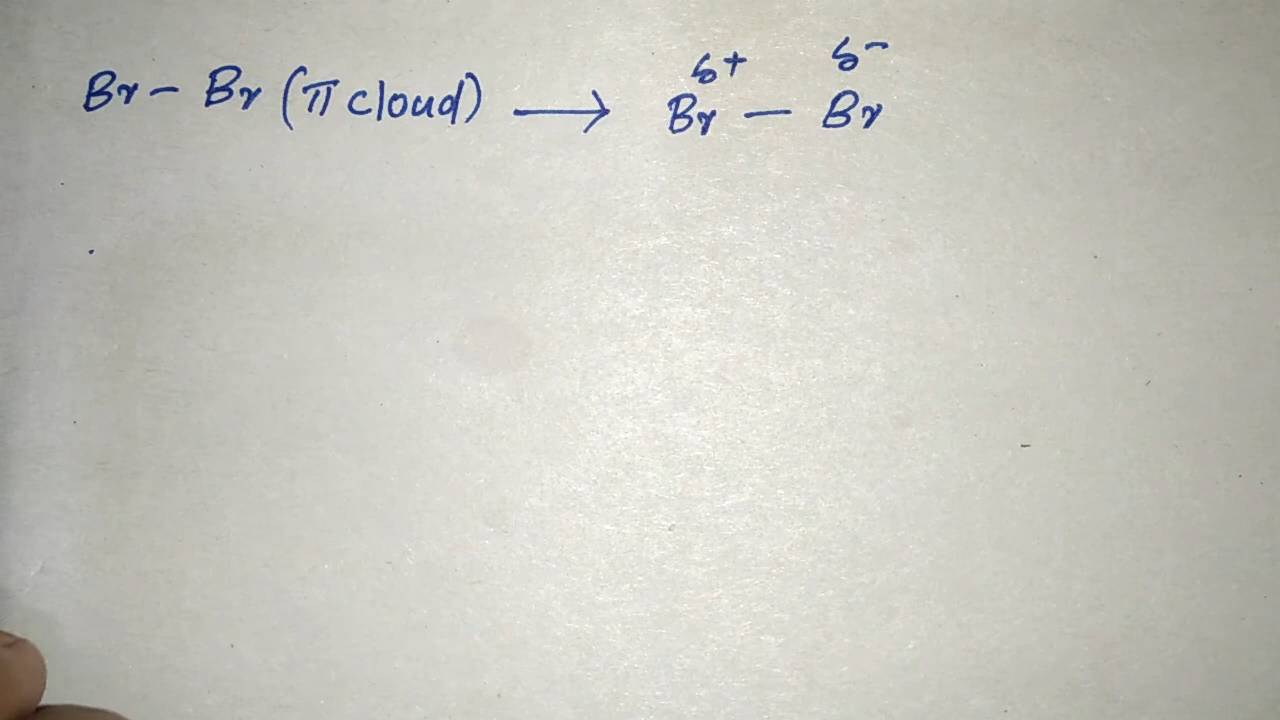 δ+ δ-
Br - Br (π cloud) ⟶ Br — Br